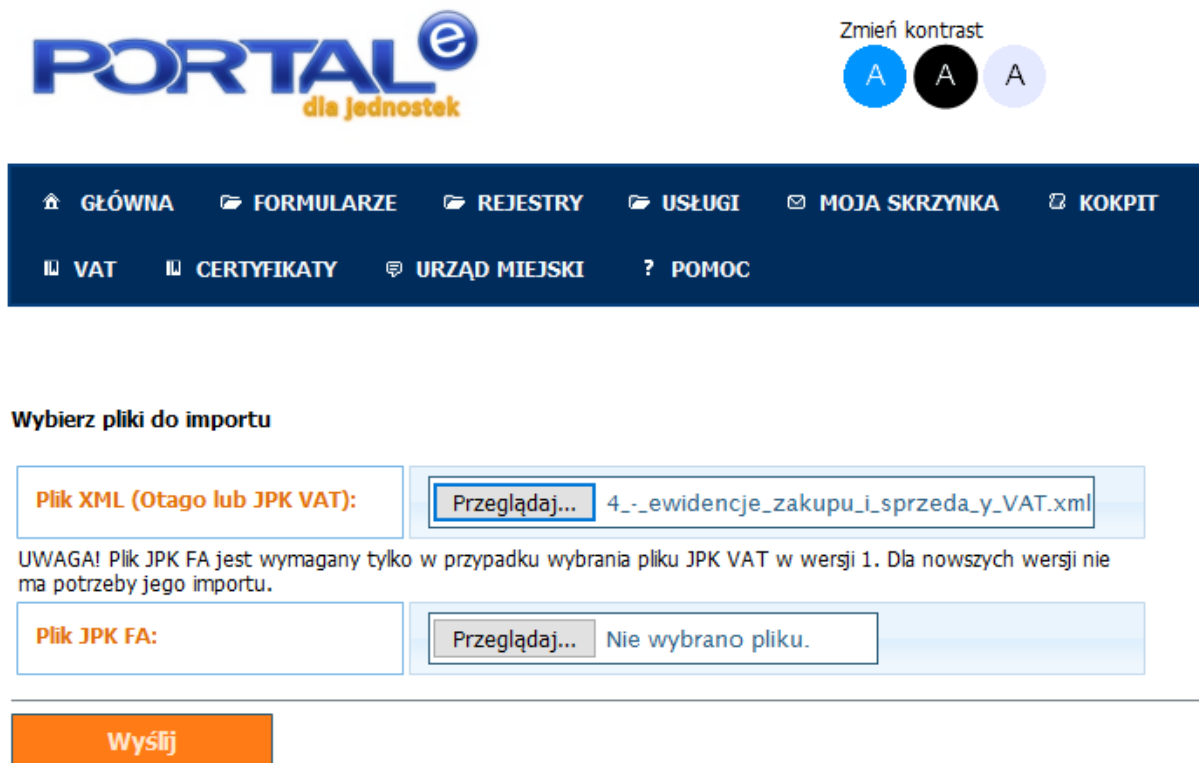 PORTAL e
dla jednostek
Zmień kontrast
A A A
GŁÓWNA FORMULARZE REJESTRY USŁUGI MOJA SKRZYNKA KOKPIT
VAT CERTYFIKATY URZĄD MIEJSKI ? POMOC
Wybierz pliki do importu
Plik XML (Otago lub JPK VAT): Przeglądaj... 4_-_ewidencje_zakupu_i_sprzeda_y_VAT.xml
UWAGA! Plik JPK FA jest wymagany tylko w przypadku wybrania pliku JPK VAT w wersji 1. Dla nowszych wersji nie
ma potrzeby jego importu.
Plik JPK FA: Przeglądaj... Nie wybrano pliku.
Wyślij